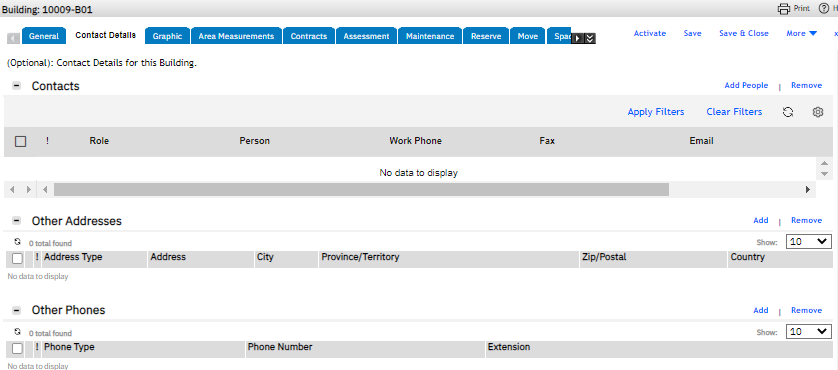 Building: 10009-B01
Print
H
General
Contact Details
Graphic
Area Measurements
Contracts
Assessment
Maintenance
Reserve
Move
Spac
Activate
Save
Save & Close
More
x
(Optional): Contact Details for this Building.
Contacts
Add People | Remove
Apply Filters
Clear Filters
! Role Person Work Phone Fax Email
No data to display
Other Addresses
Add | Remove
0 total found
Show: 10
! Address Type Address City Province/Territory Zip/Postal Country
No data to display
Other Phones
Add | Remove
0 total found
Show: 10
! Phone Type Phone Number Extension
No data to display